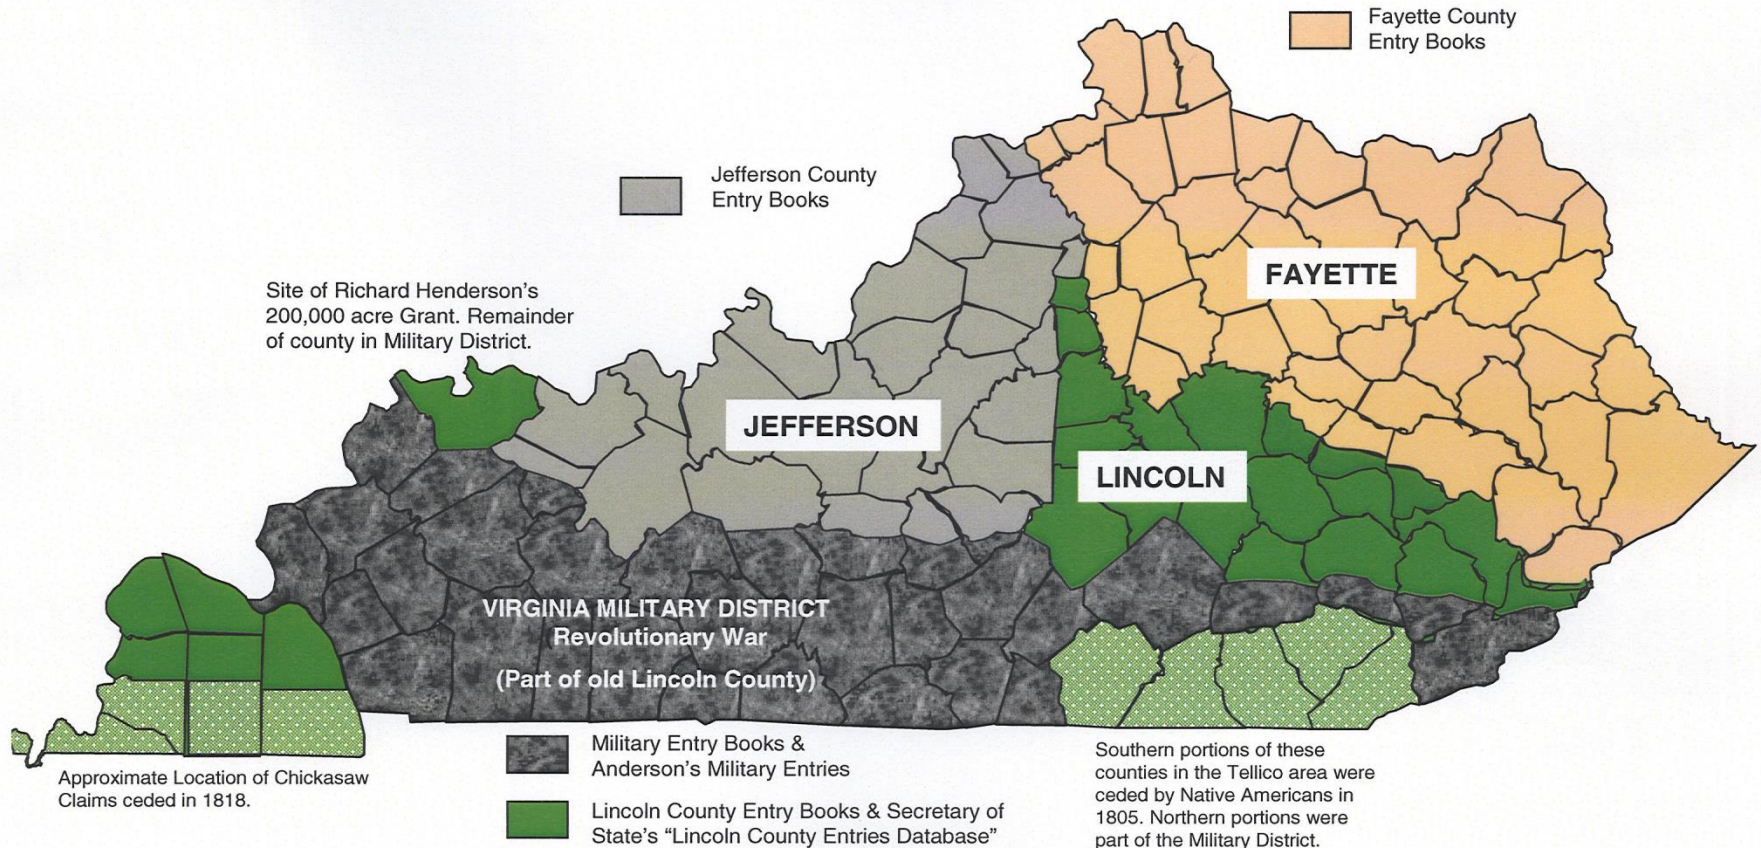 Fayette County
Entry Books
Jefferson County
Entry Books
Site of Richard Henderson's
200,000 acre Grant. Remainder
of county in Military District.
FAYETTE
JEFFERSON
LINCOLN
VIRGINIA MILITARY DISTRICT
Revolutionary War
(Part of old Lincoln County)
Approximate Location of Chickasaw
Claims ceded in 1818.
Military Entry Books &
Anderson's Military Entries
Lincoln County Entry Books & Secretary of
State's “Lincoln County Entries Database”
Southern portions of these
counties in the Tellico area were
ceded by Native Americans in
1805. Northern portions were
part of the Military District.